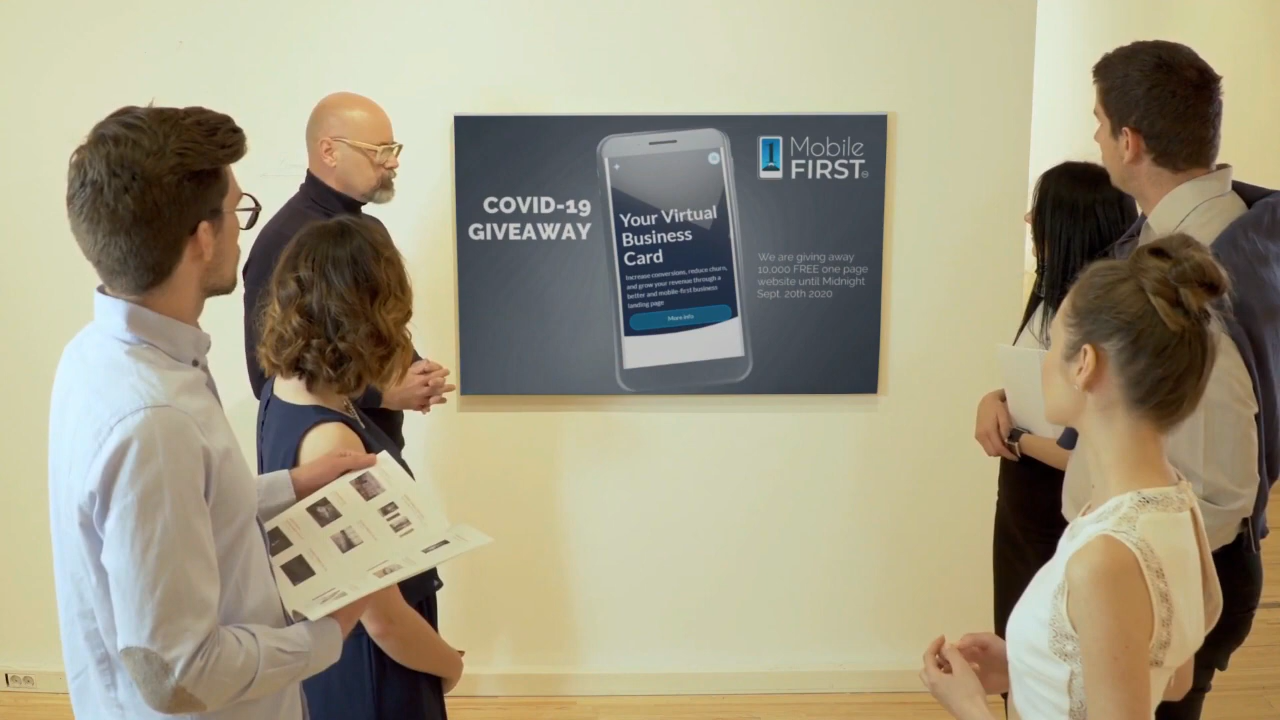 COVID-19
GIVEAWAY
Your Virtual
Business
Card
Increase conversions, reduce churn,
and grow your revenue through a
better and mobile-first business
landing page
More Info
1
Mobile
FIRST
We are giving away
10,000 FREE one page
website until Midnight
Sept. 20th 2020